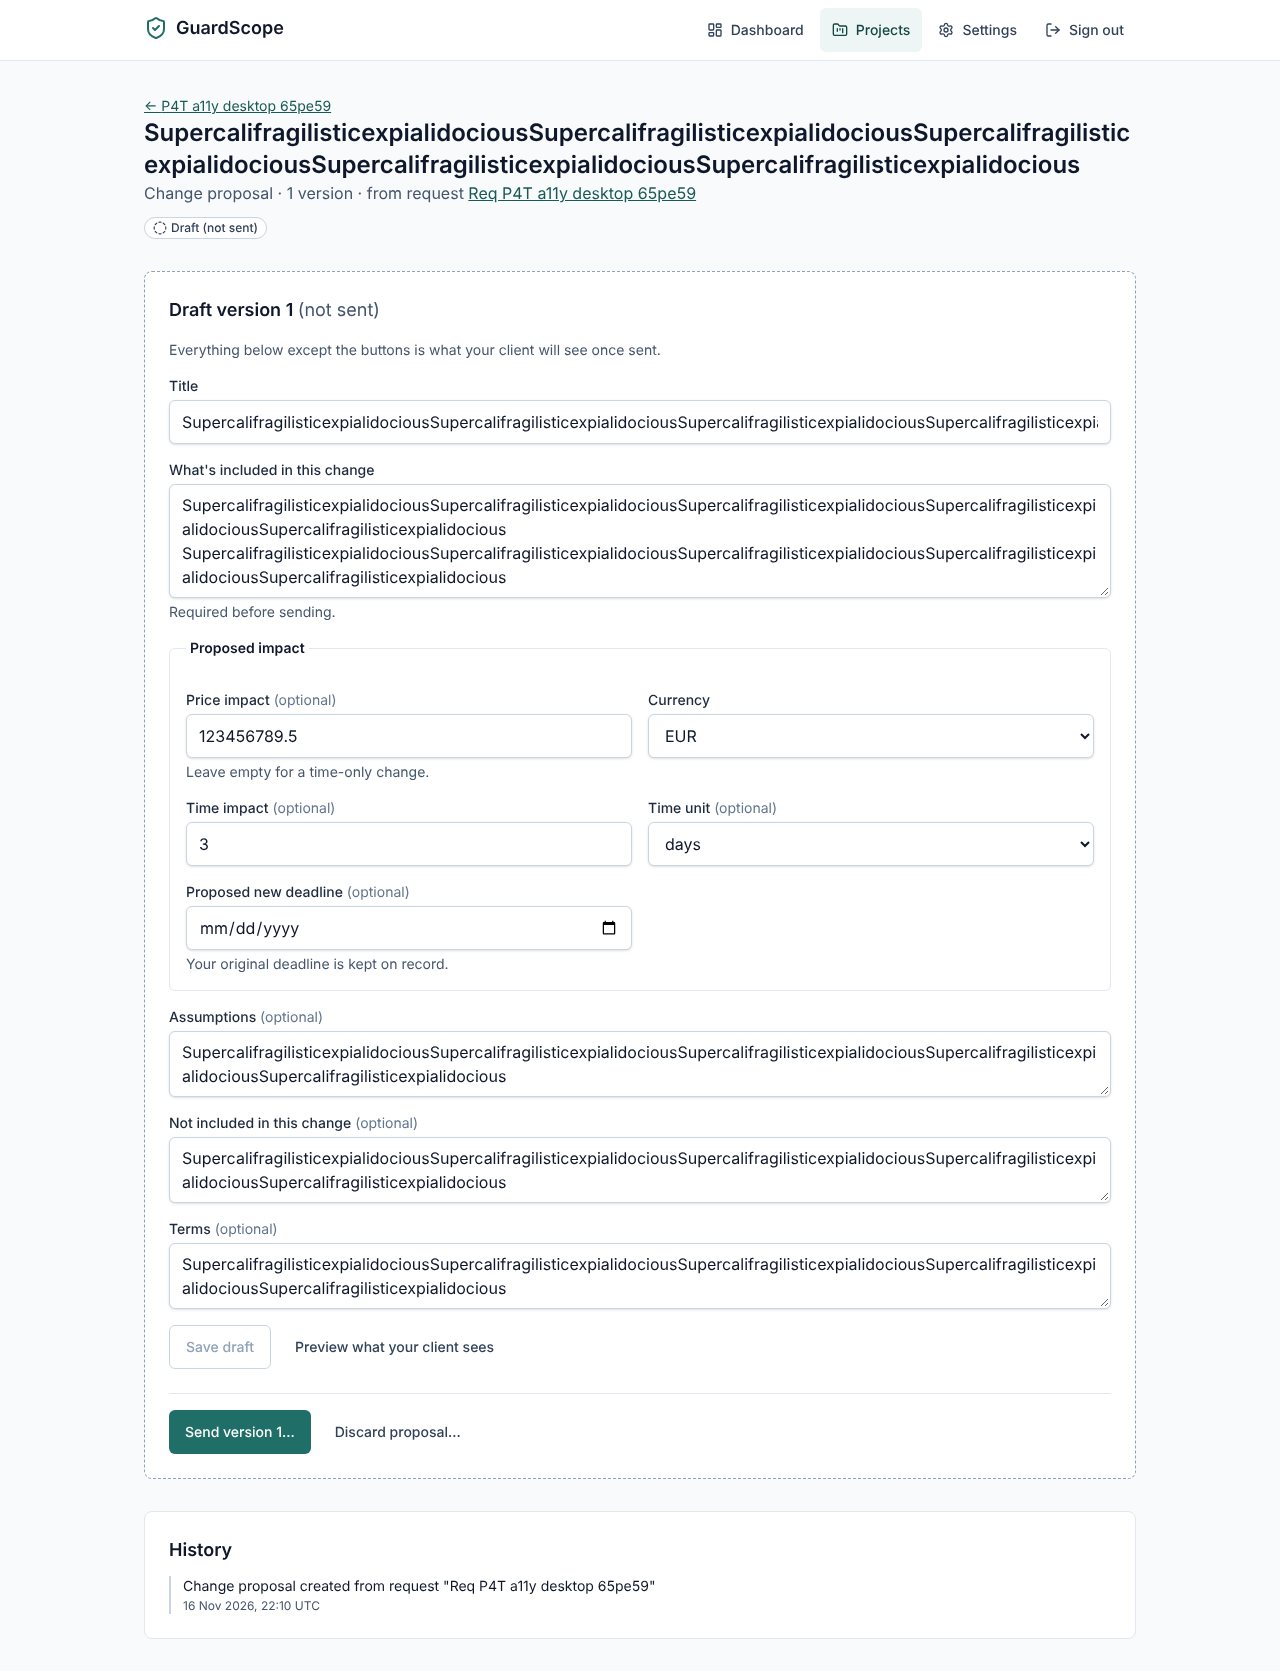 GuardScope
Dashboard
Projects
Settings
Sign out
← P4T a11y desktop 65pe59
SupercalifragilisticexpialidociousSupercalifragilisticexpialidociousSupercalifragilistic
expialidociousSupercalifragilisticexpialidociousSupercalifragilisticexpialidocious
Change proposal · 1 version · from request Req P4T a11y desktop 65pe59
Draft (not sent)
Draft version 1 (not sent)
Everything below except the buttons is what your client will see once sent.
Title
SupercalifragilisticexpialidociousSupercalifragilisticexpialidociousSupercalifragilisticexpialidociousSupercalifragilisticexpi
What's included in this change
SupercalifragilisticexpialidociousSupercalifragilisticexpialidociousSupercalifragilisticexpialidociousSupercalifragilisticexpi
alidociousSupercalifragilisticexpialidocious
SupercalifragilisticexpialidociousSupercalifragilisticexpialidociousSupercalifragilisticexpialidociousSupercalifragilisticexpi
alidociousSupercalifragilisticexpialidocious
Required before sending.
Proposed impact
Price impact (optional)
Currency
123456789.5
EUR
Leave empty for a time-only change.
Time impact (optional)
Time unit (optional)
3
days
Proposed new deadline (optional)
mm/dd/yyyy
Your original deadline is kept on record.
Assumptions (optional)
SupercalifragilisticexpialidociousSupercalifragilisticexpialidociousSupercalifragilisticexpialidociousSupercalifragilisticexpi
alidociousSupercalifragilisticexpialidocious
Not included in this change (optional)
SupercalifragilisticexpialidociousSupercalifragilisticexpialidociousSupercalifragilisticexpialidociousSupercalifragilisticexpi
alidociousSupercalifragilisticexpialidocious
Terms (optional)
SupercalifragilisticexpialidociousSupercalifragilisticexpialidociousSupercalifragilisticexpialidociousSupercalifragilisticexpi
alidociousSupercalifragilisticexpialidocious
Save draft
Preview what your client sees
Send version 1…
Discard proposal…
History
Change proposal created from request "Req P4T a11y desktop 65pe59"
16 Nov 2026, 22:10 UTC